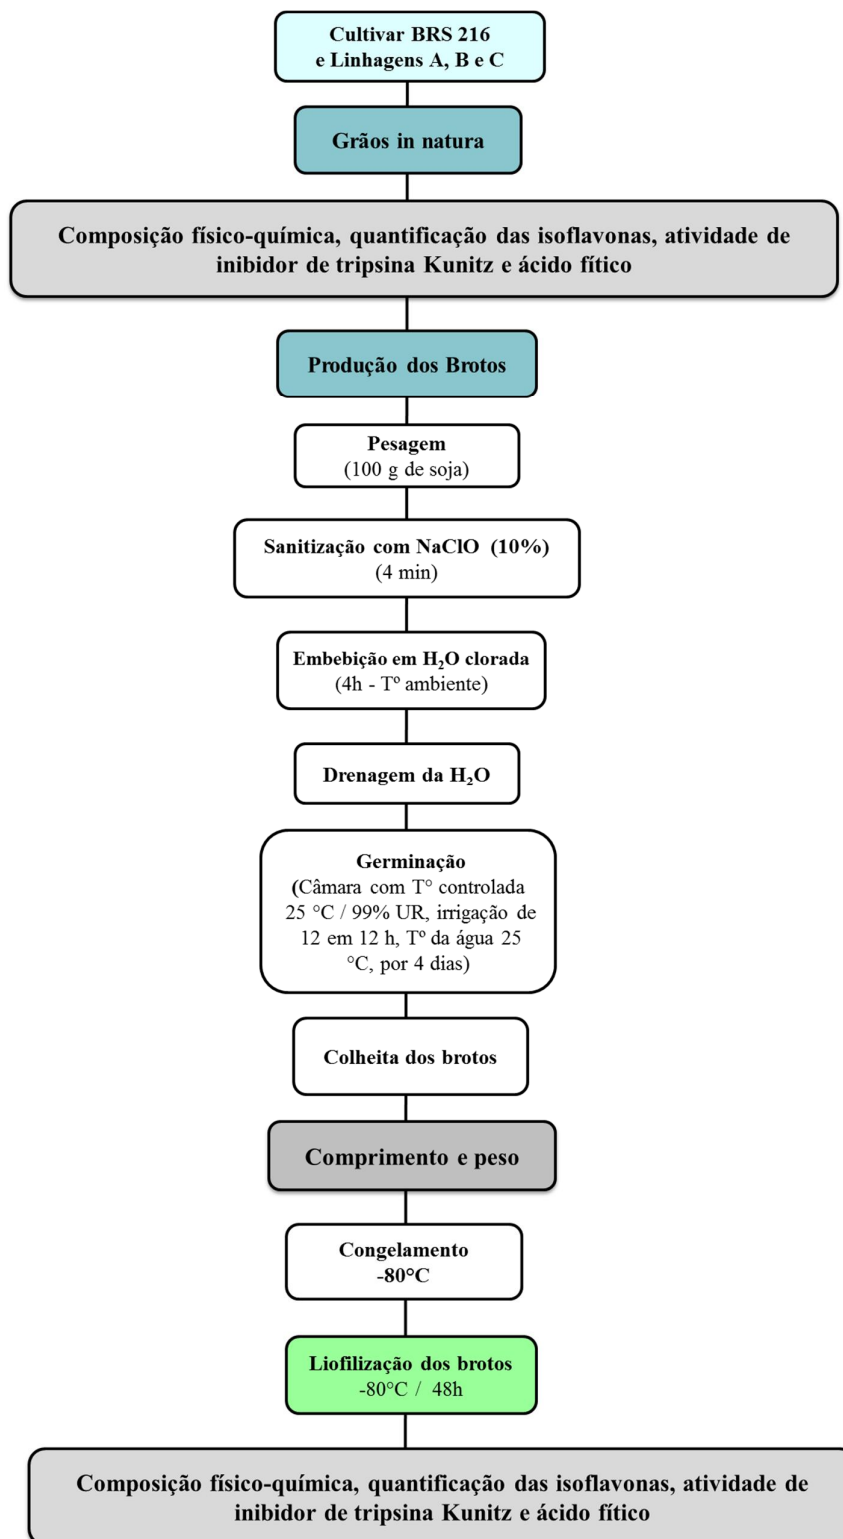 Cultivar BRS 216
e Linhagens A, B e C
Grãos in natura
Composição físico-química, quantificação das isoflavonas, atividade de
inibidor de tripsina Kunitz e ácido fítico
Produção dos Brotos
Pesagem
(100 g de soja)
Sanitização com NaClO (10%)
(4 min)
Embebição em H₂O clorada
(4h - Tº ambiente)
Drenagem da H₂O
Germinação
(Câmara com T° controlada
25 °C / 99% UR, irrigação de
12 em 12 h, Tº da água 25
°C, por 4 dias)
Colheita dos brotos
Comprimento e peso
Congelamento
-80°C
Liofilização dos brotos
-80°C / 48h
Composição físico-química, quantificação das isoflavonas, atividade de
inibidor de tripsina Kunitz e ácido fítico